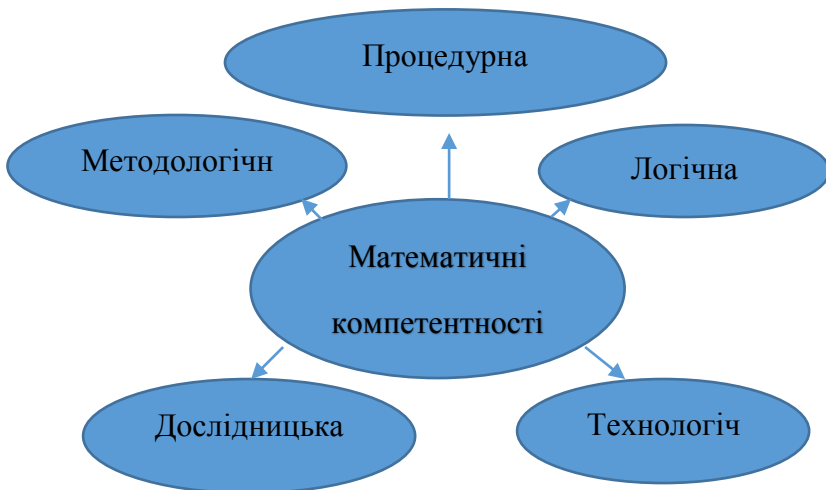 Процедурна
Методологічн
Логічна
Математичні
компетентності
Дослідницька
Технологіч